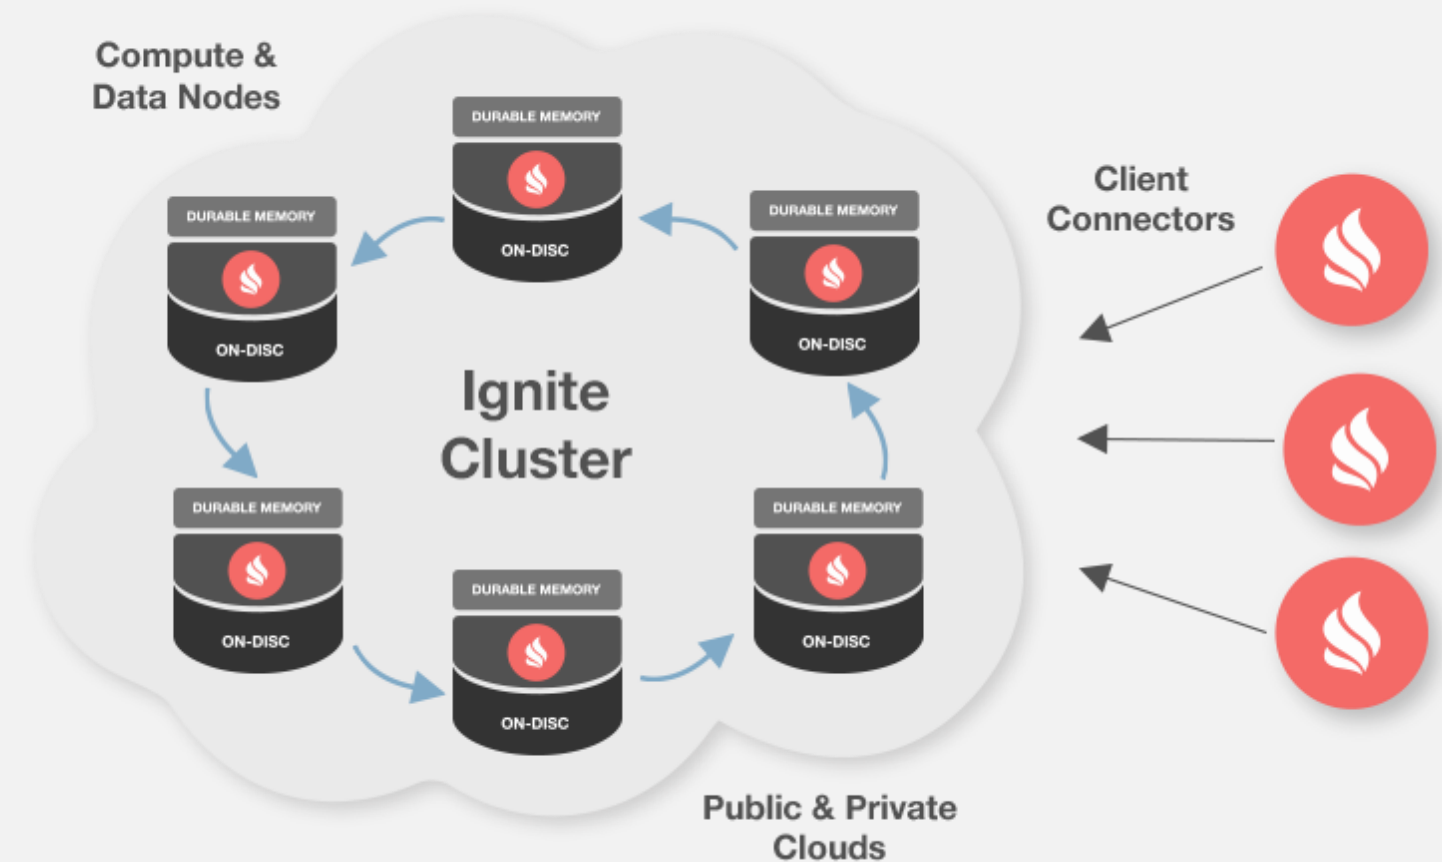 Compute &
Data Nodes
DURABLE MEMORY
ON-DISC
DURABLE MEMORY
ON-DISC
DURABLE MEMORY
ON-DISC
Client
Connectors
Ignite
Cluster
DURABLE MEMORY
ON-DISC
DURABLE MEMORY
ON-DISC
DURABLE MEMORY
ON-DISC
Public & Private
Clouds